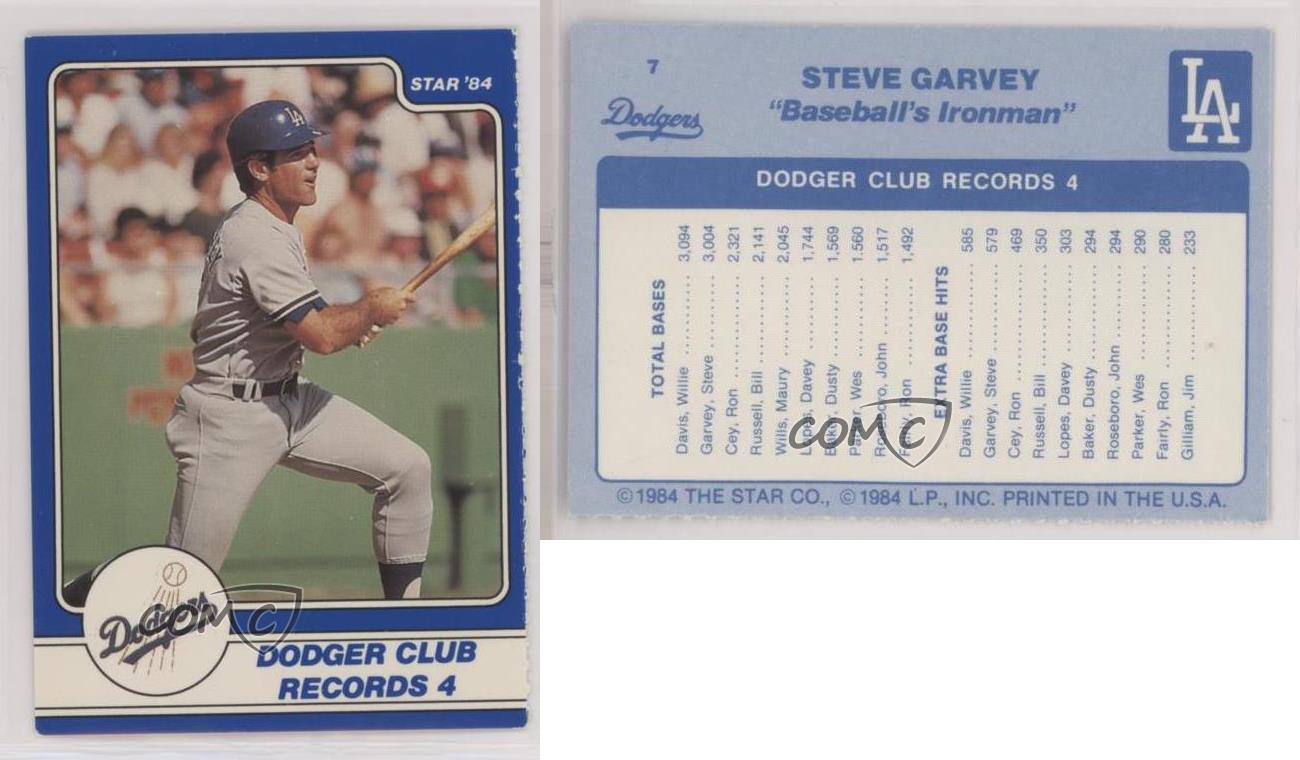 STAR '84
Dodgers
COMC
DODGER CLUB
RECORDS 4
7
STEVE GARVEY
"Baseball's Ironman"
Dodgers
LA
DODGER CLUB RECORDS 4
TOTAL BASES
Davis, Willie 3,094
Garvey, Steve 3,004
Cey, Ron 2,321
Russell, Bill 2,141
Wills, Maury 2,045
Lopes, Davey 1,744
Baker, Dusty 1,569
Parker, Wes 1.560
Roseboro, John 1,517
Fairly, Ron 1,492
EXTRA BASE HITS
Davis, Willie 585
Garvey, Steve 579
Cey, Ron 469
Russell, Bill 350
Lopes, Davey 303
Baker, Dusty 294
Roseboro, John 294
Parker, Wes 290
Fairly, Ron 280
Gilliam, Jim 233
COMC
©1984 THE STAR CO., ©1984 L.P., INC. PRINTED IN THE U.S.A.